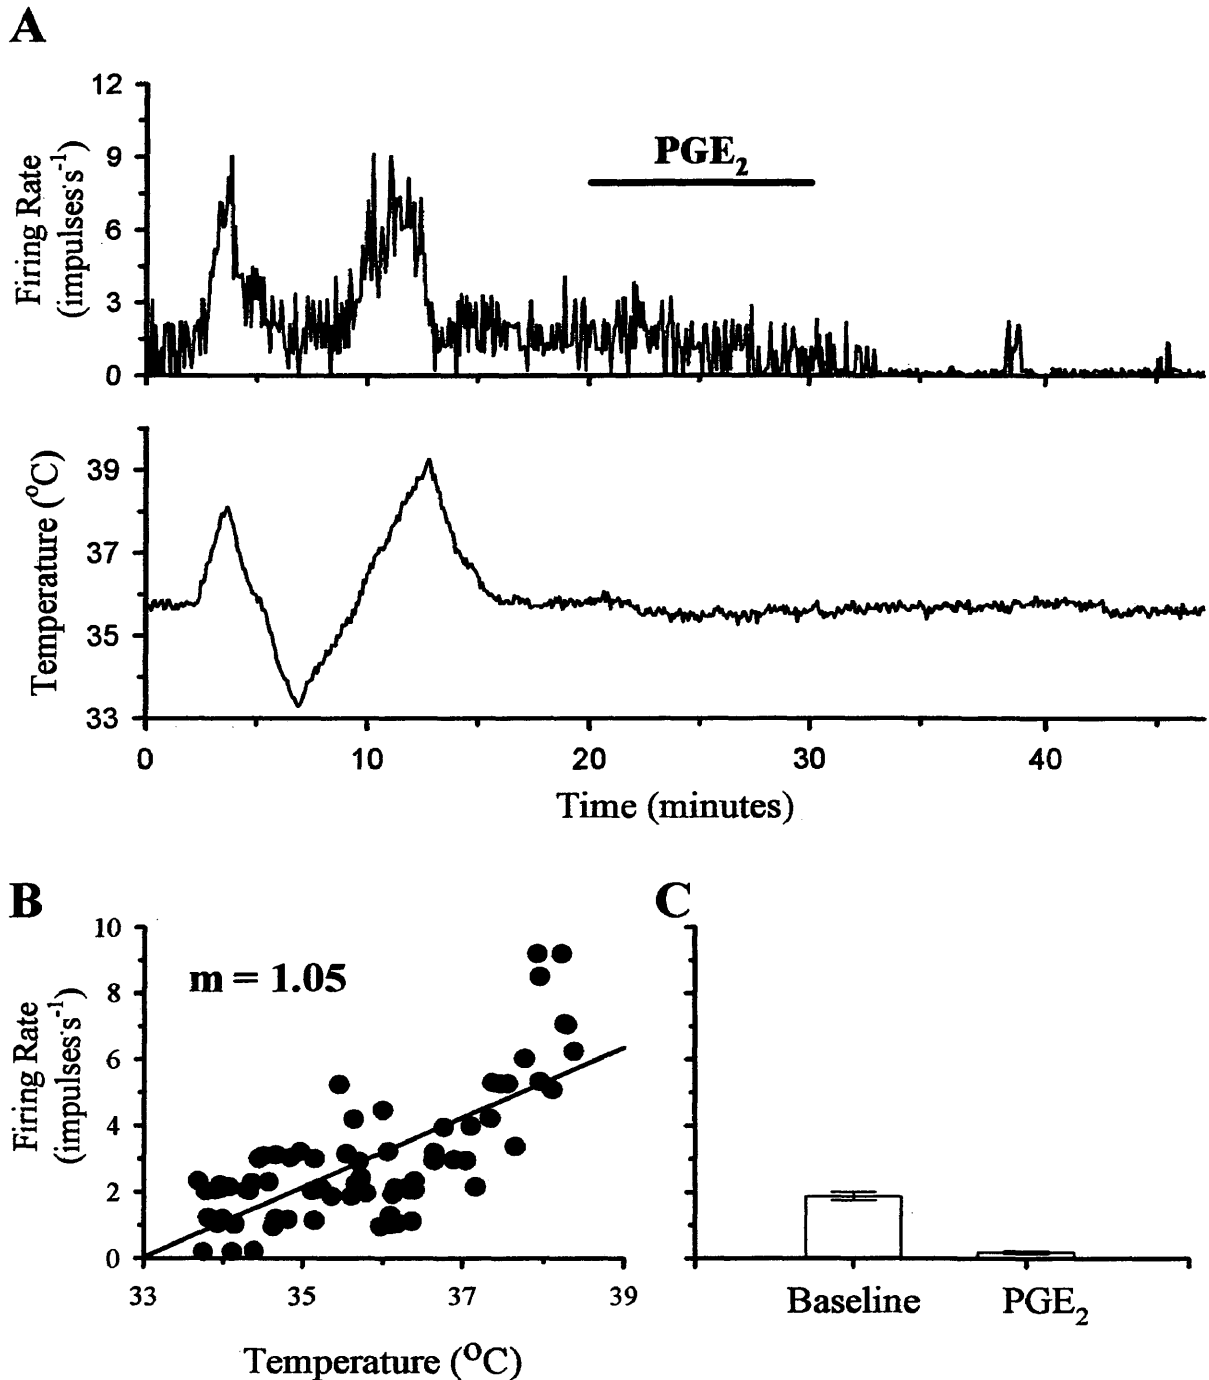 A
12
9
6
3
0
Firing Rate
(impulses·s-1)
PGE2
39
37
35
33
Temperature (oC)
0 10 20 30 40
Time (minutes)
B
10
8
6
4
2
0
Firing Rate
(impulses·s-1)
m = 1.05
33 35 37 39
Temperature (oC)
C
Baseline PGE2